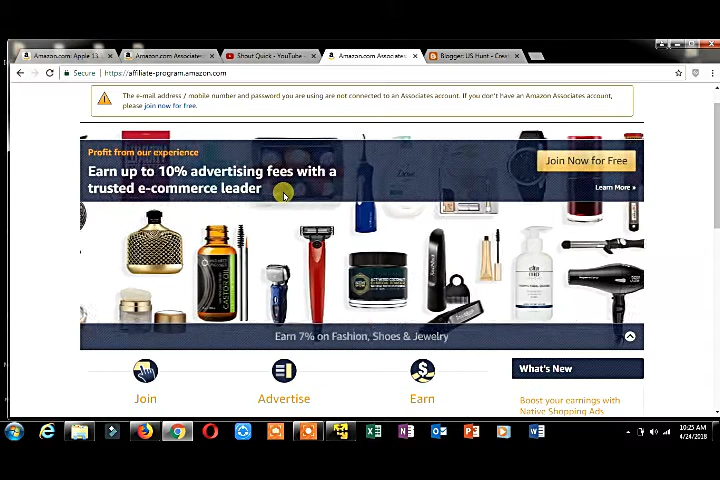 Amazon.com: Apple 13.
Amazon.com Associates:
Shout Quick - YouTube -
Amazon.com Associates:
Blogger: US Hunt - Crea
Secure
https://affiliate-program.amazon.com
The e-mail address / mobile number and password you are using are not connected to an Associates account. If you don't have an Amazon Associates account,
please join now for free.
Profit from our experience
Earn up to 10% advertising fees with a
trusted e-commerce leader
Join Now for Free
Learn More »
CASTOR OIL
Earn 7% on Fashion, Shoes & Jewelry
Join
Advertise
Earn
What's New
Boost your earnings with
Native Shopping Ads
10:25 AM
4/24/2018